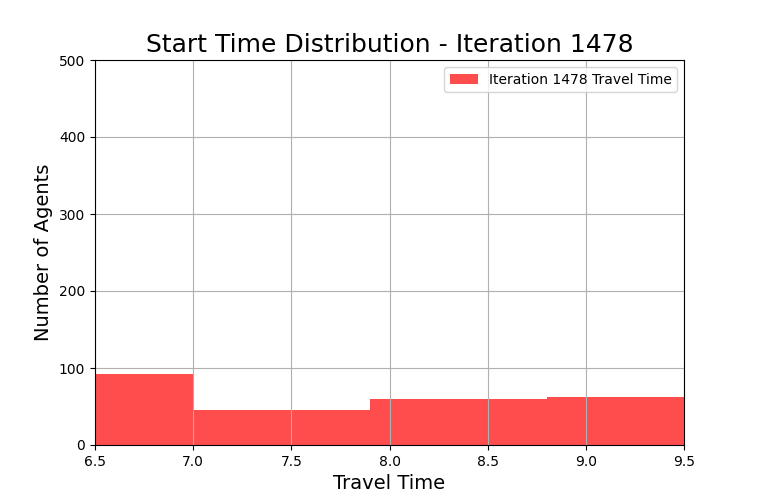 Start Time Distribution - Iteration 1478
500
400
300
200
100
0
Number of Agents
Iteration 1478 Travel Time
6.5 7.0 7.5 8.0 8.5 9.0 9.5
Travel Time